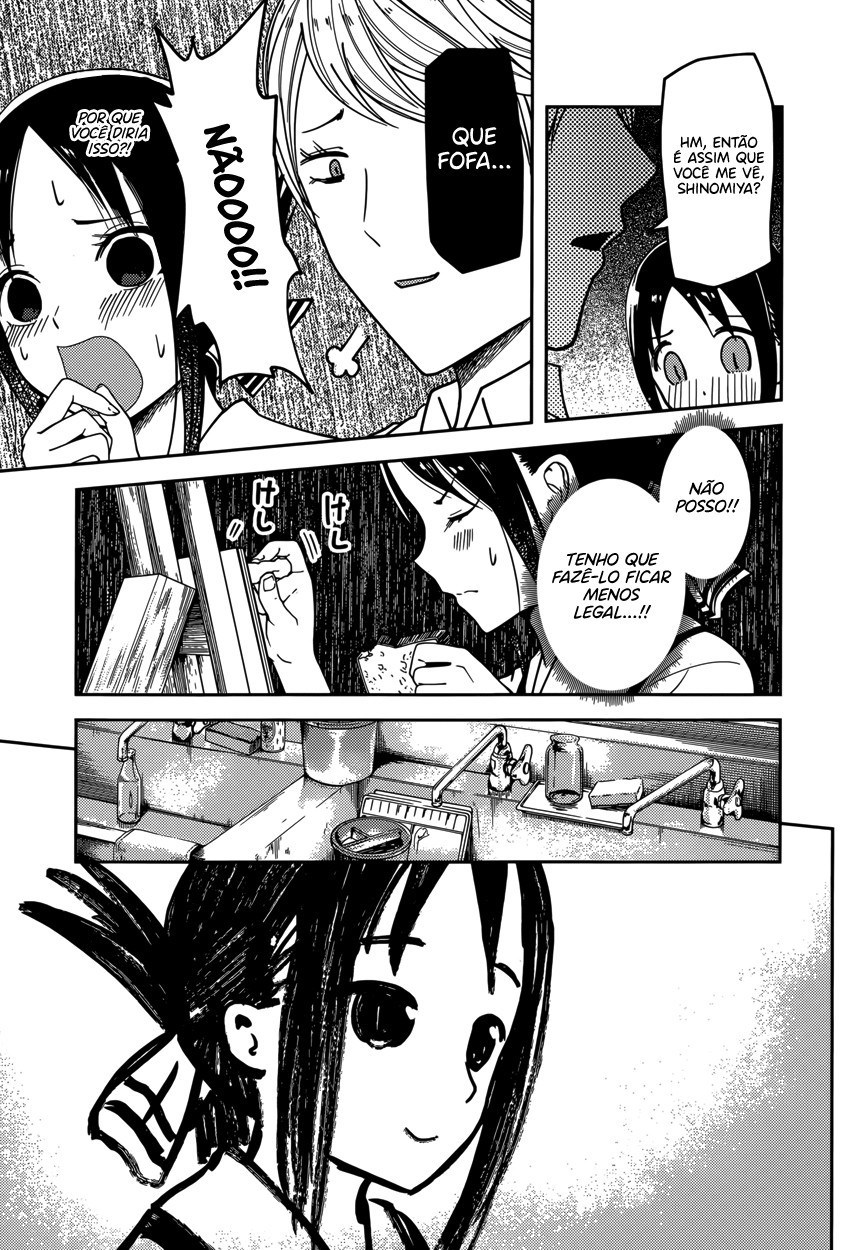 HM, ENTÃO
É ASSIM QUE
VOCÊ ME VÊ,
SHINOMIYA?
QUE
FOFA...
NÃOOOO!!
POR QUE
VOCÊ DIRIA
ISSO?!
NÃO
POSSO!!
TENHO QUE
FAZÊ-LO FICAR
MENOS
LEGAL...!!
けし
けし